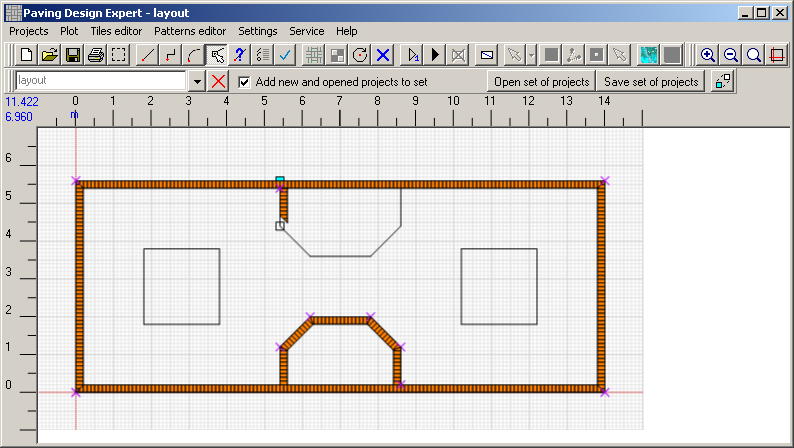 Paving Design Expert - layout
Projects Plot Tiles editor Patterns editor Settings Service Help
layout Add new and opened projects to set Open set of projects Save set of projects
11.422 0 1 2 3 4 5 6 7 8 9 10 11 12 13 14
6.960 m
6
5
4
3
2
1
0